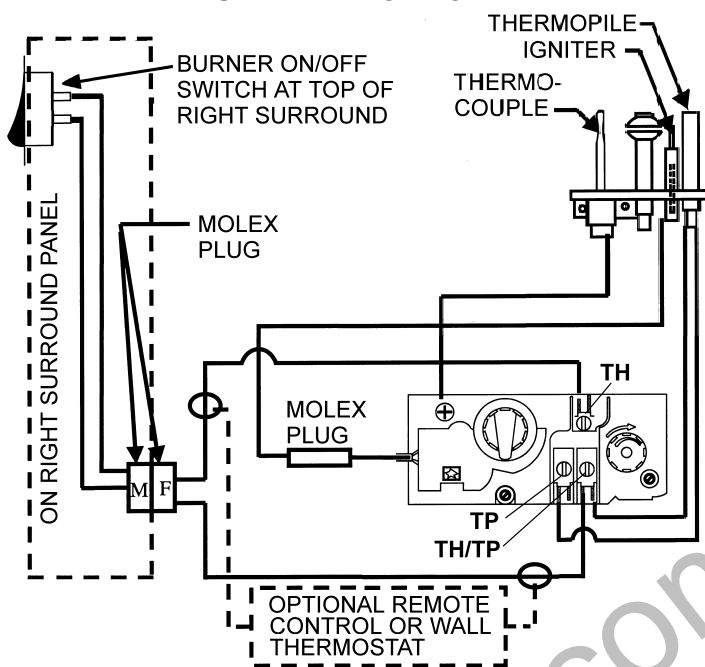 THERMOPILE
IGNITER
BURNER ON/OFF
SWITCH AT TOP OF
RIGHT SURROUND
THERMO-
COUPLE
MOLEX
PLUG
ON RIGHT SURROUND PANEL
TH
MOLEX
PLUG
M F
TP
TH/TP
OPTIONAL REMOTE
CONTROL OR WALL
THERMOSTAT
com